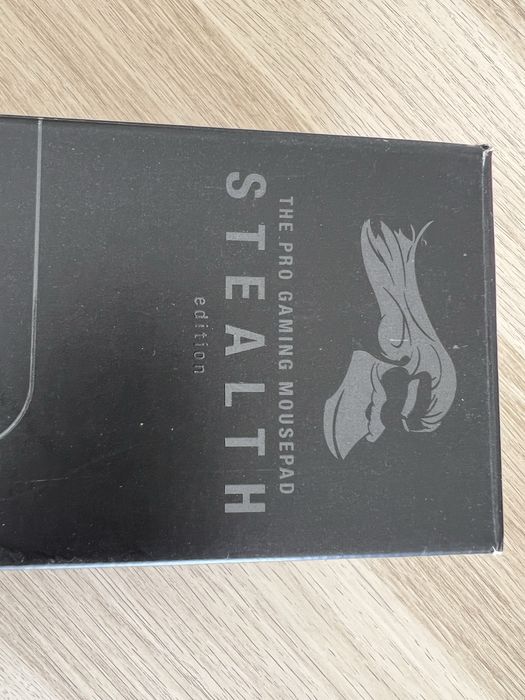 THE PRO GAMING MOUSEPAD
STEALTH
edition